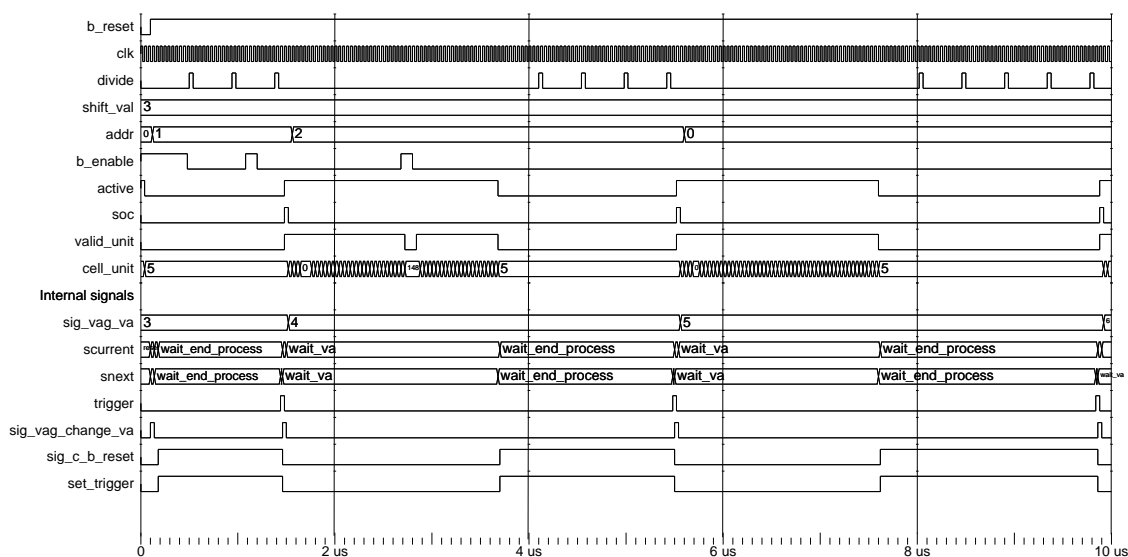 b_reset
clk
divide
shift_val 3
addr 0 1 2 0
b_enable
active
soc
valid_unit
cell_unit 5 0 148 5 0 5
Internal signals
sig_vag_va 3 4 5 6
scurrent wait_end_process wait_va wait_end_process wait_va wait_end_process
snext wait_end_process wait_va wait_end_process wait_va wait_end_process wait_va
trigger
sig_vag_change_va
sig_c_b_reset
set_trigger
0 2 us 4 us 6 us 8 us 10 us